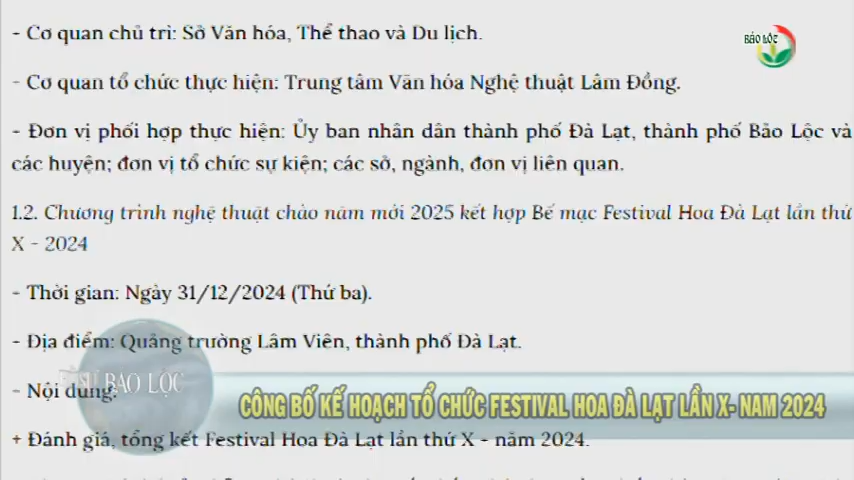 - Cơ quan chủ trì: Sở Văn hóa, Thể thao và Du lịch.
BẢO LỘC
- Cơ quan tổ chức thực hiện: Trung tâm Văn hóa Nghệ thuật Lâm Đồng.
- Đơn vị phối hợp thực hiện: Ủy ban nhân dân thành phố Đà Lạt, thành phố Bảo Lộc và
các huyện; đơn vị tổ chức sự kiện; các sở, ngành, đơn vị liên quan.
1.2. Chương trình nghệ thuật chào năm mới 2025 kết hợp Bế mạc Festival Hoa Đà Lạt lần thứ
X - 2024
- Thời gian: Ngày 31/12/2024 (Thứ ba).
- Địa điểm: Quảng trường Lâm Viên, thành phố Đà Lạt.
- Nội dung:
SỰ BẢO LỘC
CÔNG BỐ KẾ HOẠCH TỔ CHỨC FESTIVAL HOA ĐÀ LẠT LẦN X- NAM 2024
+ Đánh giá, tổng kết Festival Hoa Đà Lạt lần thứ X - năm 2024.